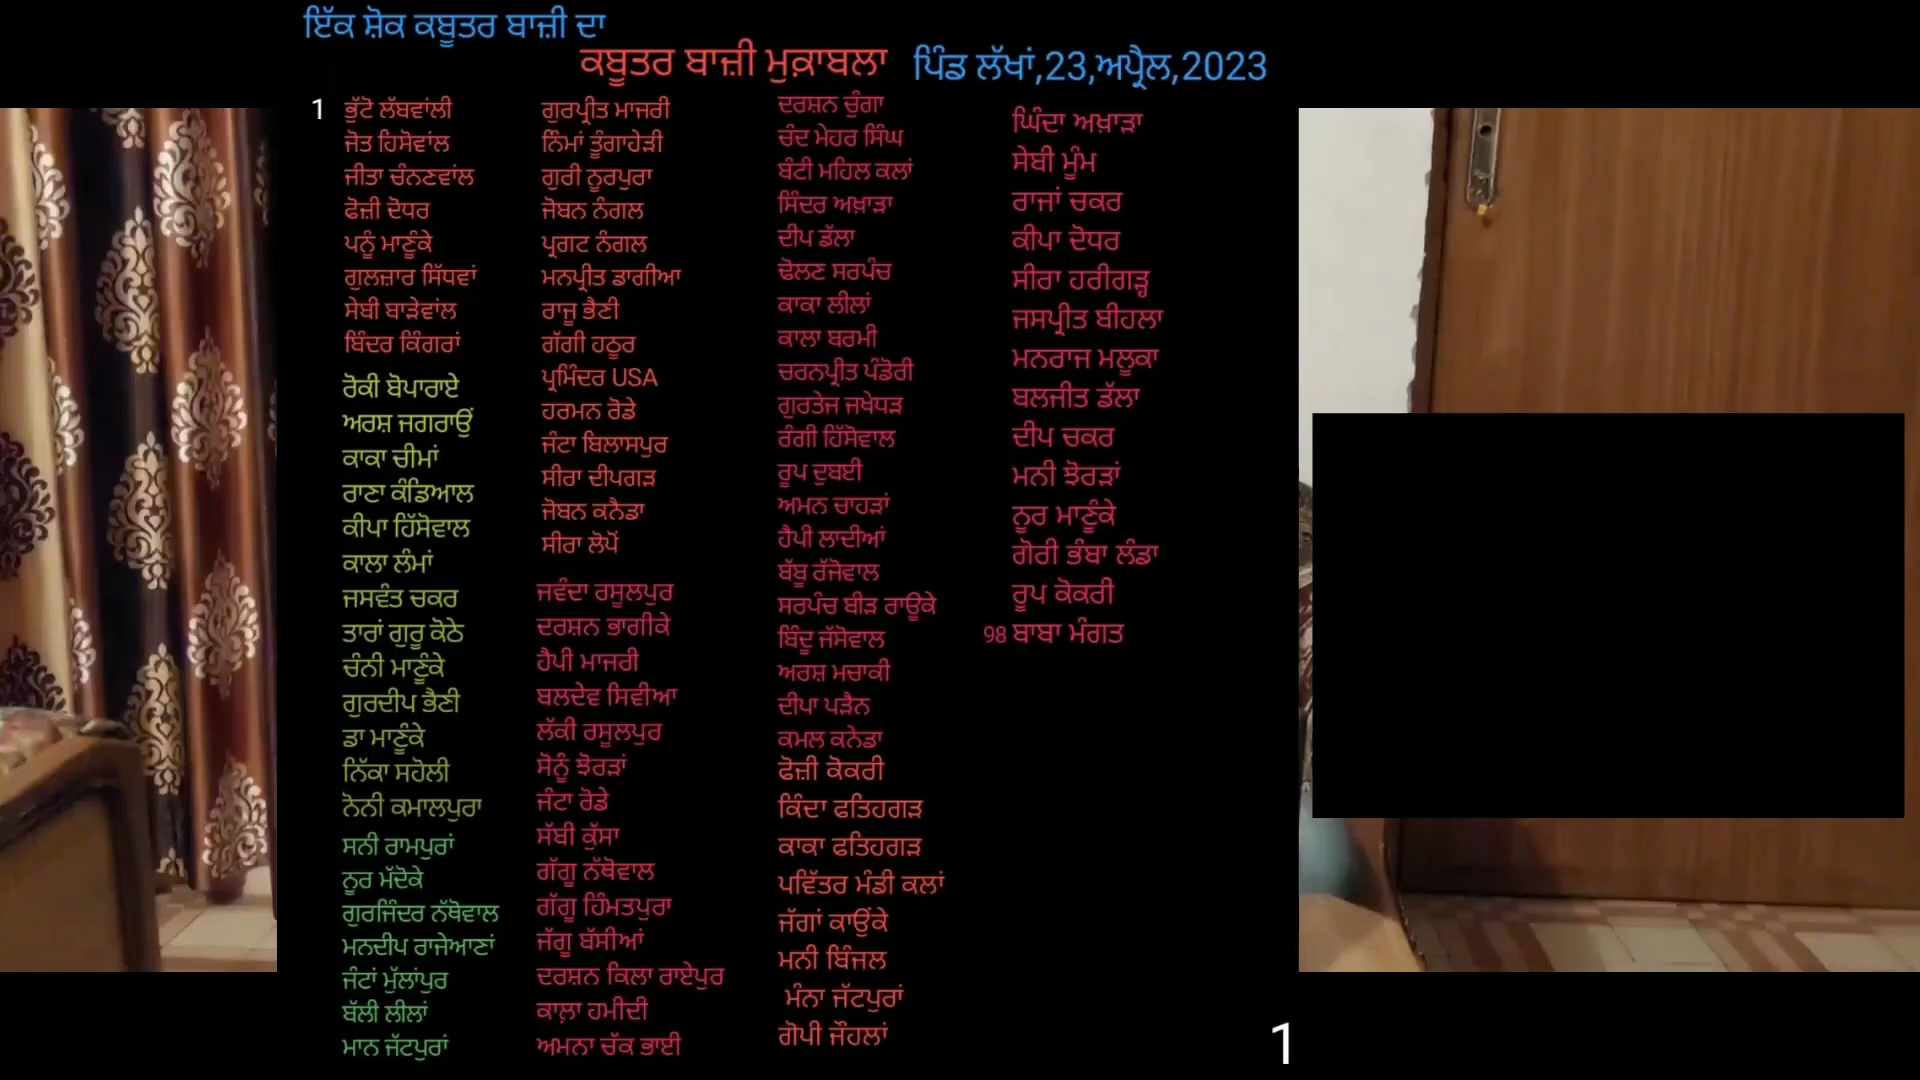 ਇੱਕ ਸ਼ੋਕ ਕਬੂਤਰ ਬਾਜ਼ੀ ਦਾ
ਕਬੂਤਰ ਬਾਜ਼ੀ ਮੁਕ਼ਾਬਲਾ
ਪਿੰਡ ਲੱਖਾਂ,23,ਅਪ੍ਰੈਲ,2023
1 ਭੁੱਟੋ ਲੱਬਵਾਂਲੀ
ਜੋਤ ਹਿਸੋਵਾਂਲ
ਜੀਤਾ ਚੰਨਣਵਾਂਲ
ਫੋਜ਼ੀ ਦੋਧਰ
ਪਨੂੰ ਮਾਣੂੰਕੇ
ਗੁਲਜ਼ਾਰ ਸਿੱਧਵਾਂ
ਸੇਬੀ ਬਾੜੇਵਾਂਲ
ਬਿੰਦਰ ਕਿੰਗਰਾਂ
ਰੋਕੀ ਬੋਪਾਰਾਏ
ਅਰਸ਼ ਜਗਰਾਉਂ
ਕਾਕਾ ਚੀਮਾਂ
ਰਾਣਾ ਕੰਡਿਆਲ
ਕੀਪਾ ਹਿੱਸੋਵਾਲ
ਕਾਲਾ ਲੰਮਾਂ
ਜਸਵੰਤ ਚਕਰ
ਤਾਰਾਂ ਗੁਰੂ ਕੋਠੇ
ਚੰਨੀ ਮਾਣੂੰਕੇ
ਗੁਰਦੀਪ ਭੈਣੀ
ਡਾ ਮਾਣੂੰਕੇ
ਨਿੱਕਾ ਸਹੋਲੀ
ਨੋਨੀ ਕਮਾਲਪੁਰਾ
ਸਨੀ ਰਾਮਪੁਰਾਂ
ਨੂਰ ਮੱਦੋਕੇ
ਗੁਰਜਿੰਦਰ ਨੱਥੋਵਾਲ
ਮਨਦੀਪ ਰਾਜੇਆਣਾਂ
ਜੰਟਾਂ ਮੁੱਲਾਂਪੁਰ
ਬੱਲੀ ਲੀਲਾਂ
ਮਾਨ ਜੱਟਪੁਰਾਂ
ਗੁਰਪ੍ਰੀਤ ਮਾਜਰੀ
ਨਿੰਮਾਂ ਤੂੰਗਾਹੇੜੀ
ਗੁਰੀ ਨੂਰਪੁਰਾ
ਜੋਬਨ ਨੰਗਲ
ਪ੍ਰਗਟ ਨੰਗਲ
ਮਨਪ੍ਰੀਤ ਡਾਗੀਆ
ਰਾਜੂ ਭੈਣੀ
ਗੱਗੀ ਹਠੂਰ
ਪ੍ਰਮਿੰਦਰ USA
ਹਰਮਨ ਰੋਡੇ
ਜੰਟਾ ਬਿਲਾਸਪੁਰ
ਸੀਰਾ ਦੀਪਗੜ
ਜੋਬਨ ਕਨੈਡਾ
ਸੀਰਾ ਲੋਪੋਂ
ਜਵੰਦਾ ਰਸੂਲਪੁਰ
ਦਰਸ਼ਨ ਭਾਗੀਕੇ
ਹੈਪੀ ਮਾਜਰੀ
ਬਲਦੇਵ ਸਿਵੀਆ
ਲੱਕੀ ਰਸੂਲਪੁਰ
ਸੋਨੂੰ ਝੋਰੜਾਂ
ਜੰਟਾ ਰੋਡੇ
ਸੱਬੀ ਕੁੱਸਾ
ਗੱਗੂ ਨੱਥੋਵਾਲ
ਗੱਗੂ ਹਿੰਮਤਪੁਰਾ
ਜੱਗੂ ਬੱਸੀਆਂ
ਦਰਸ਼ਨ ਕਿਲਾ ਰਾਏਪੁਰ
ਕਾਲ਼ਾ ਹਮੀਦੀ
ਅਮਨਾ ਚੱਕ ਭਾਈ
ਦਰਸ਼ਨ ਚੁੰਗਾ
ਚੰਦ ਮੇਹਰ ਸਿੰਘ
ਬੰਟੀ ਮਹਿਲ ਕਲਾਂ
ਸਿੰਦਰ ਅਖ਼ਾੜਾ
ਦੀਪ ਡੱਲਾ
ਢੋਲਣ ਸਰਪੰਚ
ਕਾਕਾ ਲੀਲਾਂ
ਕਾਲਾ ਬਰਮੀ
ਚਰਨਪ੍ਰੀਤ ਪੰਡੋਰੀ
ਗੁਰਤੇਜ ਜਖੇਧੜ
ਰੰਗੀ ਹਿੱਸੋਵਾਲ
ਰੂਪ ਦੁਬਈ
ਅਮਨ ਚਾਹੜਾਂ
ਹੈਪੀ ਲਾਦੀਆਂ
ਬੱਬੂ ਰੱਜੋਵਾਲ
ਸਰਪੰਚ ਬੀੜ ਰਾਊਕੇ
ਬਿੰਦੂ ਜੱਸੋਵਾਲ
ਅਰਸ਼ ਮਚਾਕੀ
ਦੀਪਾ ਪੜੈਨ
ਕਮਲ ਕਨੇਡਾ
ਫੋਜ਼ੀ ਕੋਕਰੀ
ਕਿੰਦਾ ਫਤਿਹਗੜ
ਕਾਕਾ ਫਤਿਹਗੜ
ਪਵਿੱਤਰ ਮੰਡੀ ਕਲਾਂ
ਜੱਗਾਂ ਕਾਉਂਕੇ
ਮਨੀ ਬਿੰਜਲ
ਮੰਨਾ ਜੱਟਪੁਰਾਂ
ਗੋਪੀ ਜੌਹਲਾਂ
ਘਿੰਦਾ ਅਖ਼ਾੜਾ
ਸੇਬੀ ਮੂੰਮ
ਰਾਜਾਂ ਚਕਰ
ਕੀਪਾ ਦੋਧਰ
ਸੀਰਾ ਹਰੀਗੜ੍ਹ
ਜਸਪ੍ਰੀਤ ਬੀਹਲਾ
ਮਨਰਾਜ ਮਲੂਕਾ
ਬਲਜੀਤ ਡੱਲਾ
ਦੀਪ ਚਕਰ
ਮਨੀ ਝੋਰੜਾਂ
ਨੂਰ ਮਾਣੂੰਕੇ
ਗੋਰੀ ਭੰਬਾ ਲੰਡਾ
ਰੂਪ ਕੋਕਰੀ
98 ਬਾਬਾ ਮੰਗਤ
1